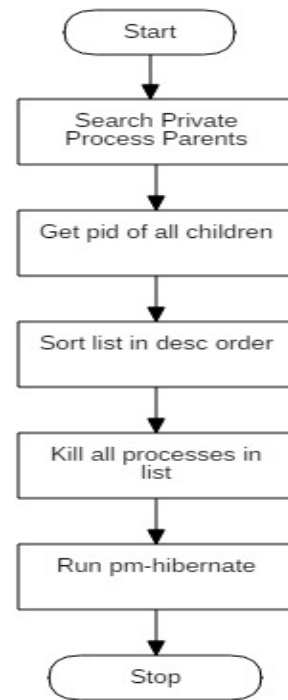 Start
Search Private
Process Parents
Get pid of all children
Sort list in desc order
Kill all processes in
list
Run pm-hibernate
Stop